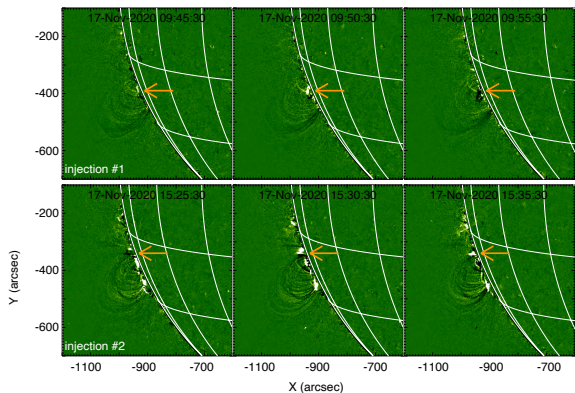 17-Nov-2020 09:45:30 17-Nov-2020 09:50:30 17-Nov-2020 09:55:30
-200
-400
-600
injection #1
17-Nov-2020 15:25:30 17-Nov-2020 15:30:30 17-Nov-2020 15:35:30
-200
-400
-600
Y (arcsec)
injection #2
-1100 -900 -700 -1100 -900 -700 -1100 -900 -700
X (arcsec)